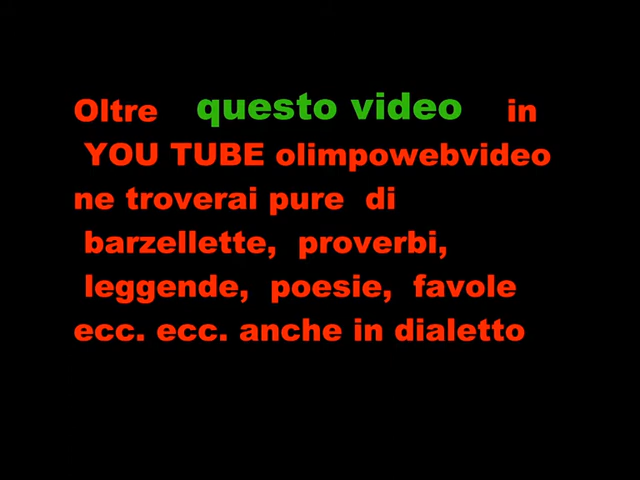 Oltre questo video in
YOU TUBE olimpowebvideo
ne troverai pure di
barzellette, proverbi,
leggende, poesie, favole
ecc. ecc. anche in dialetto